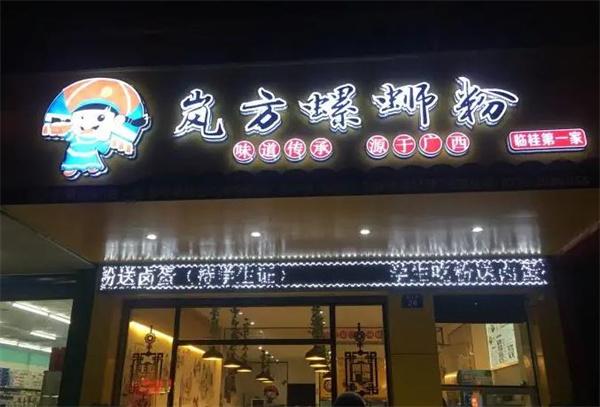 岚方螺蛳粉
味道传承 源于广西
临桂第一家
粉送卤蛋（持学生证） 学生吃粉送卤蛋